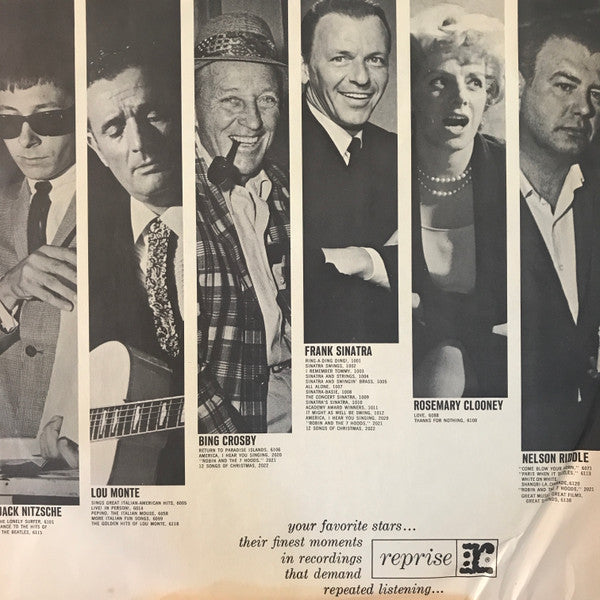 JACK NITZSCHE
THE LONELY SURFER, 6101
DANCE TO THE HITS OF
THE BEATLES, 6115
LOU MONTE
SINGS GREAT ITALIAN-AMERICAN HITS, 6005
LIVE! IN PERSON, 6014
PEPINO, THE ITALIAN MOUSE, 6058
MORE ITALIAN FUN SONGS, 6069
THE GOLDEN HITS OF LOU MONTE, 6118
BING CROSBY
RETURN TO PARADISE ISLANDS, 6106
AMERICA, I HEAR YOU SINGING, 2020
"ROBIN AND THE 7 HOODS," 2021
12 SONGS OF CHRISTMAS, 2022
FRANK SINATRA
RING-A-DING DING!, 1001
SINATRA SWINGS, 1002
I REMEMBER TOMMY, 1003
SINATRA AND STRINGS, 1004
SINATRA AND SWINGIN' BRASS, 1005
ALL ALONE, 1007
SINATRA-BASIE, 1008
THE CONCERT SINATRA, 1009
SINATRA'S SINATRA, 1010
ACADEMY AWARD WINNERS, 1011
IT MIGHT AS WELL BE SWING, 1012
AMERICA, I HEAR YOU SINGING, 2020
"ROBIN AND THE 7 HOODS," 2021
12 SONGS OF CHRISTMAS, 2022
ROSEMARY CLOONEY
LOVE, 6088
THANKS FOR NOTHING, 6108
NELSON RIDDLE
"COME BLOW YOUR HORN," 6071
"PARIS WHEN IT SIZZLES," 6113
WHITE ON WHITE,
SHANGRI-LA, CHARADE, 6120
"ROBIN AND THE 7 HOODS," 2021
GREAT MUSIC, GREAT FILMS,
GREAT SOUNDS, 6138
your favorite stars...
their finest moments
in recordings
that demand
repeated listening...
reprise r: